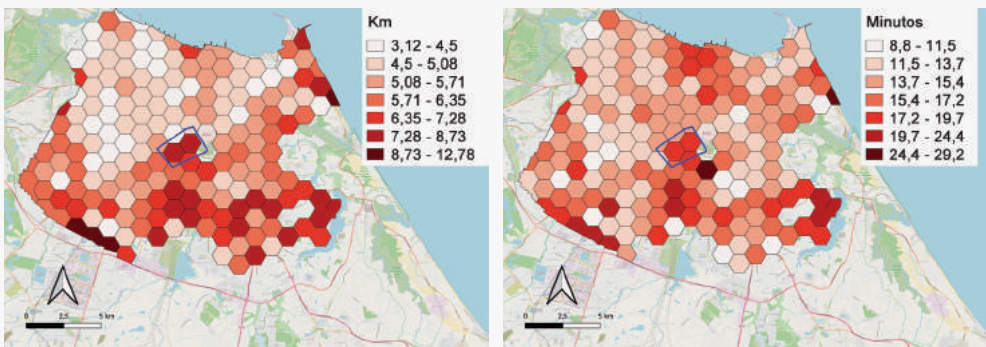 Km
3,12 - 4,5
4,5 - 5,08
5,08 - 5,71
5,71 - 6,35
6,35 - 7,28
7,28 - 8,73
8,73 - 12,78
0 2,5 5 km
Minutos
8,8 - 11,5
11,5 - 13,7
13,7 - 15,4
15,4 - 17,2
17,2 - 19,7
19,7 - 24,4
24,4 - 29,2
0 2,5 5 km